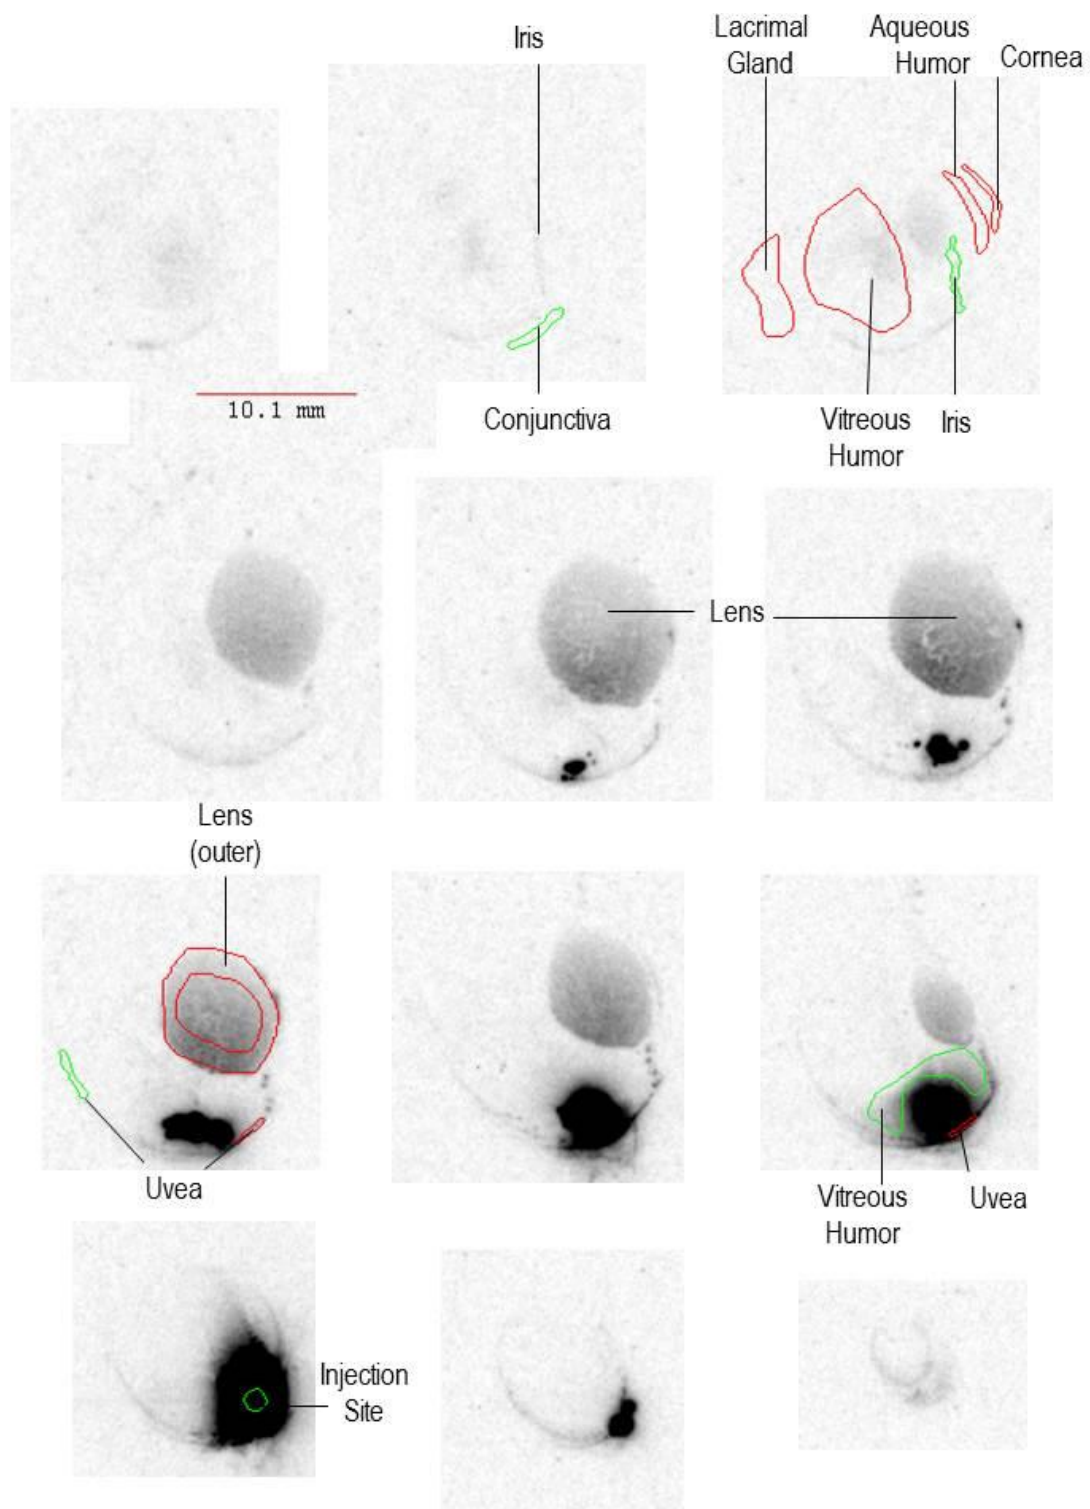 Iris
Lacrimal
Gland
Aqueous
Humor
Cornea
10.1 mm
Conjunctiva
Vitreous
Humor
Iris
Lens
Lens
(outer)
Uvea
Vitreous
Humor
Uvea
Injection
Site